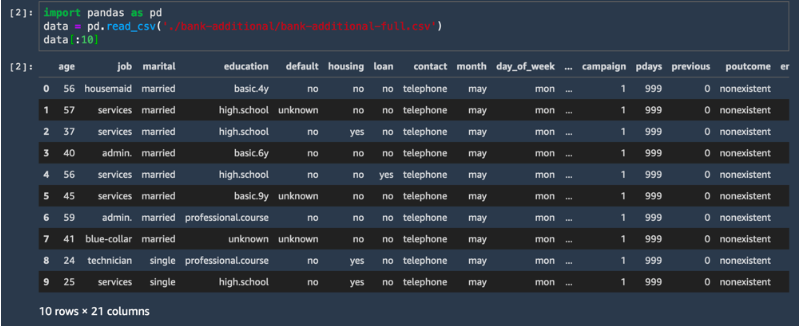 [2]: import pandas as pd
data = pd.read_csv('./bank-additional/bank-additional-full.csv')
data[:10]
[2]: age job marital education default housing loan contact month day_of_week ... campaign pdays previous poutcome er
0 56 housemaid married basic.4y no no no telephone may mon ... 1 999 0 nonexistent
1 57 services married high.school unknown no no telephone may mon ... 1 999 0 nonexistent
2 37 services married high.school no yes no telephone may mon ... 1 999 0 nonexistent
3 40 admin. married basic.6y no no no telephone may mon ... 1 999 0 nonexistent
4 56 services married high.school no no yes telephone may mon ... 1 999 0 nonexistent
5 45 services married basic.9y unknown no no telephone may mon ... 1 999 0 nonexistent
6 59 admin. married professional.course no no no telephone may mon ... 1 999 0 nonexistent
7 41 blue-collar married unknown unknown no no telephone may mon ... 1 999 0 nonexistent
8 24 technician single professional.course no yes no telephone may mon ... 1 999 0 nonexistent
9 25 services single high.school no yes no telephone may mon ... 1 999 0 nonexistent
10 rows × 21 columns